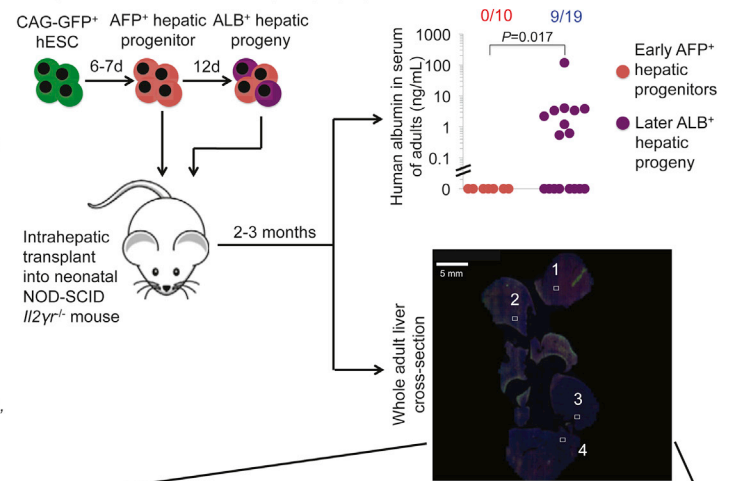 CAG-GFP⁺
hESC
AFP⁺ hepatic
progenitor
ALB⁺ hepatic
progeny
6-7d
12d
Intrahepatic
transplant
into neonatal
NOD-SCID
Il2γr⁻/⁻ mouse
2-3 months
0/10
9/19
P=0.017
Human albumin in serum
of adults (ng/mL)
1000
100
10
1
0.1
0
Early AFP⁺
hepatic
progenitors
Later ALB⁺
hepatic
progeny
Whole adult liver
cross-section
5 mm
1
2
3
4
,